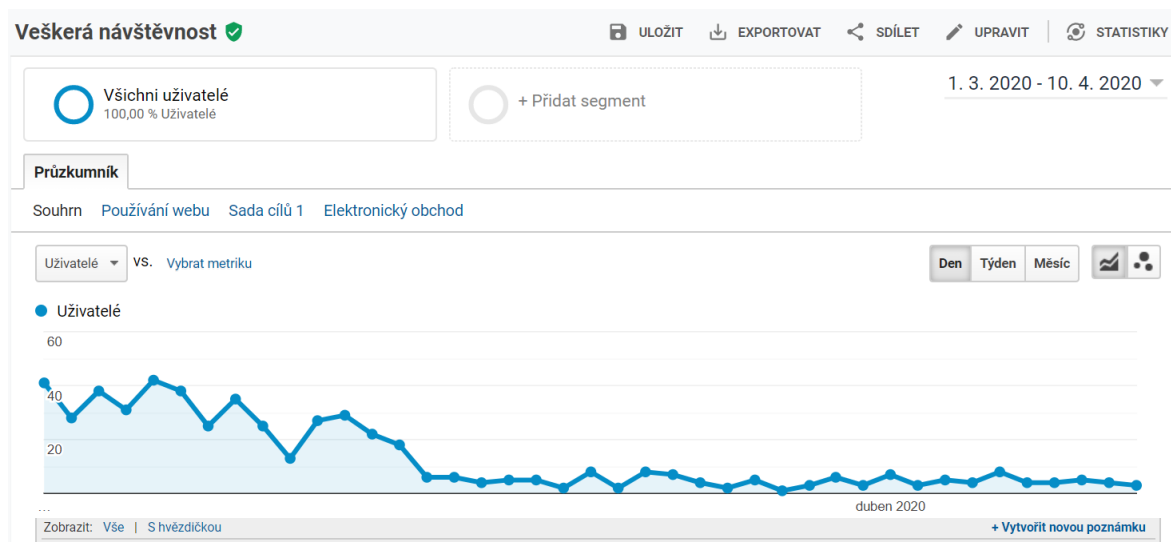 Veškerá návštěvnost
ULOŽIT EXPORTOVAT SDÍLET UPRAVIT STATISTIKY
Všichni uživatelé
100,00 % Uživatelé
+ Přidat segment
1. 3. 2020 - 10. 4. 2020
Průzkumník
Souhrn Používání webu Sada cílů 1 Elektronický obchod
Uživatelé VS. Vybrat metriku
Den Týden Měsíc
Uživatelé
60
40
20
...
duben 2020
Zobrazit: Vše | S hvězdičkou
+ Vytvořit novou poznámku